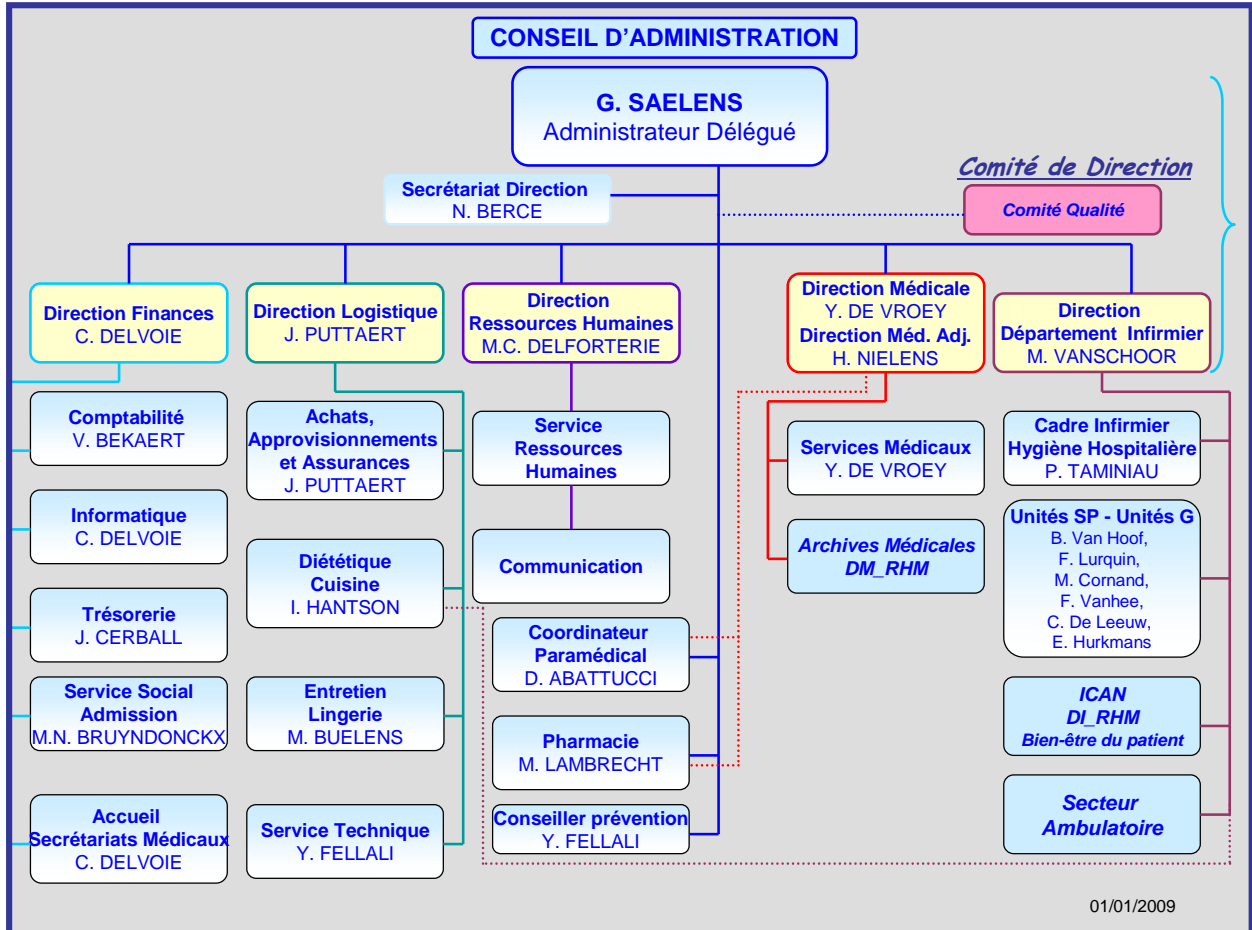 CONSEIL D'ADMINISTRATION
G. SAELENS
Administrateur Délégué
Comité de Direction
Secrétariat Direction
N. BERCE
Comité Qualité
Direction Finances
C. DELVOIE
Direction Logistique
J. PUTTAERT
Direction
Ressources Humaines
M.C. DELFORTERIE
Direction Médicale
Y. DE VROEY
Direction Méd. Adj.
H. NIELENS
Direction
Département Infirmier
M. VANSCHOOR
Comptabilité
V. BEKAERT
Informatique
C. DELVOIE
Trésorerie
J. CERBALL
Service Social
Admission
M.N. BRUYNDONCKX
Accueil
Secrétariats Médicaux
C. DELVOIE
Achats,
Approvisionnements
et Assurances
J. PUTTAERT
Diététique
Cuisine
I. HANTSON
Entretien
Lingerie
M. BUELENS
Service Technique
Y. FELLALI
Service
Ressources
Humaines
Communication
Coordinateur
Paramédical
D. ABATTUCCI
Pharmacie
M. LAMBRECHT
Conseiller prévention
Y. FELLALI
Services Médicaux
Y. DE VROEY
Archives Médicales
DM_RHM
Cadre Infirmier
Hygiène Hospitalière
P. TAMINIAU
Unités SP - Unités G
B. Van Hoof,
F. Lurquin,
M. Cornand,
F. Vanhee,
C. De Leeuw,
E. Hurkmans
ICAN
DI_RHM
Bien-être du patient
Secteur
Ambulatoire
01/01/2009